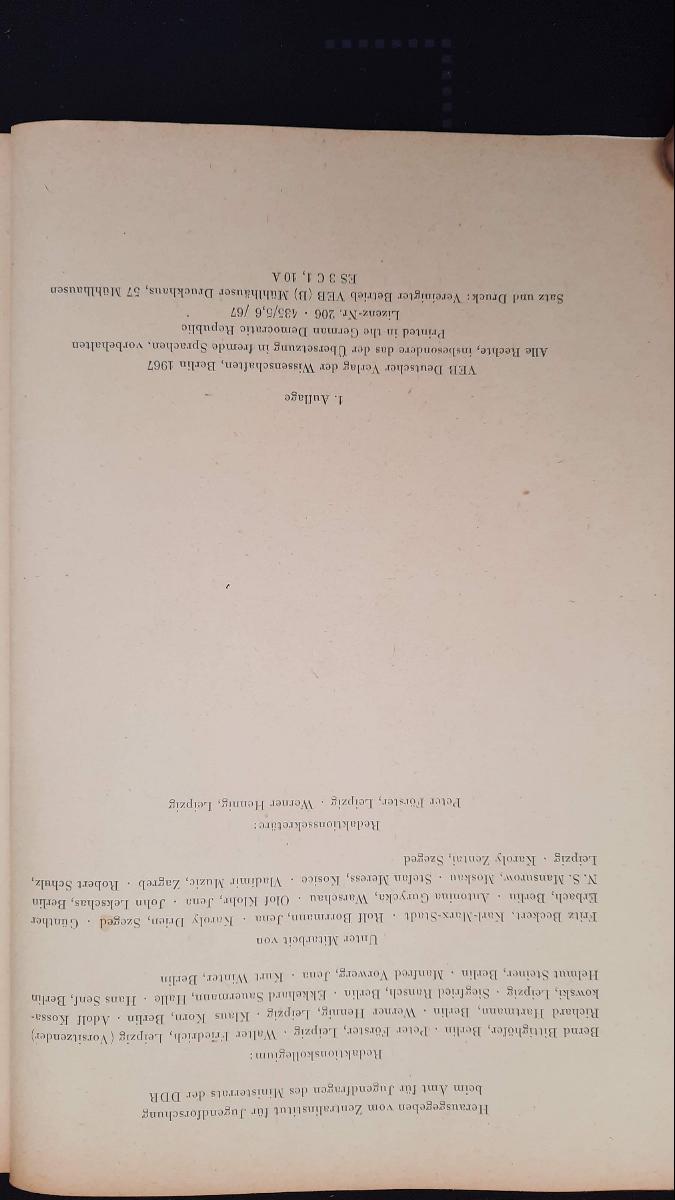 Herausgegeben vom Zentralinstitut für Jugendforschung
beim Amt für Jugendfragen des Ministerrats der DDR
Redaktionskollegium:
Bernd Bittighöfer, Berlin · Peter Förster, Leipzig · Walter Friedrich, Leipzig (Vorsitzender)
Richard Hartmann, Berlin · Werner Hennig, Leipzig · Klaus Korn, Berlin · Adolf Kossa-
kowski, Leipzig · Siegfried Ransch, Berlin · Ekkehard Sauermann, Halle · Hans Senf, Berlin
Helmut Steiner, Berlin · Manfred Vorwerg, Jena · Kurt Winter, Berlin
Unter Mitarbeit von
Fritz Beckert, Karl-Marx-Stadt · Rolf Borrmann, Jena · Karoly Drien, Szeged · Günther
Erbach, Berlin · Antonina Gurycka, Warschau · Olof Klohr, Jena · John Lekschas, Berlin
N. S. Mansurow, Moskau · Stefan Meress, Kosice · Vladimir Muzic, Zagreb · Robert Schulz,
Leipzig · Karoly Zentai, Szeged
Redaktionssekretäre:
Peter Förster, Leipzig · Werner Hennig, Leipzig
1. Auflage
VEB Deutscher Verlag der Wissenschaften, Berlin 1967
Alle Rechte, insbesondere das der Übersetzung in fremde Sprachen, vorbehalten
Printed in the German Democratic Republic
Lizenz-Nr. 206 · 435/5,6 /67
Satz und Druck: Vereinigter Betrieb VEB (B) Mühlhäuser Druckhaus, 57 Mühlhausen
ES 3 C 1, 10 A